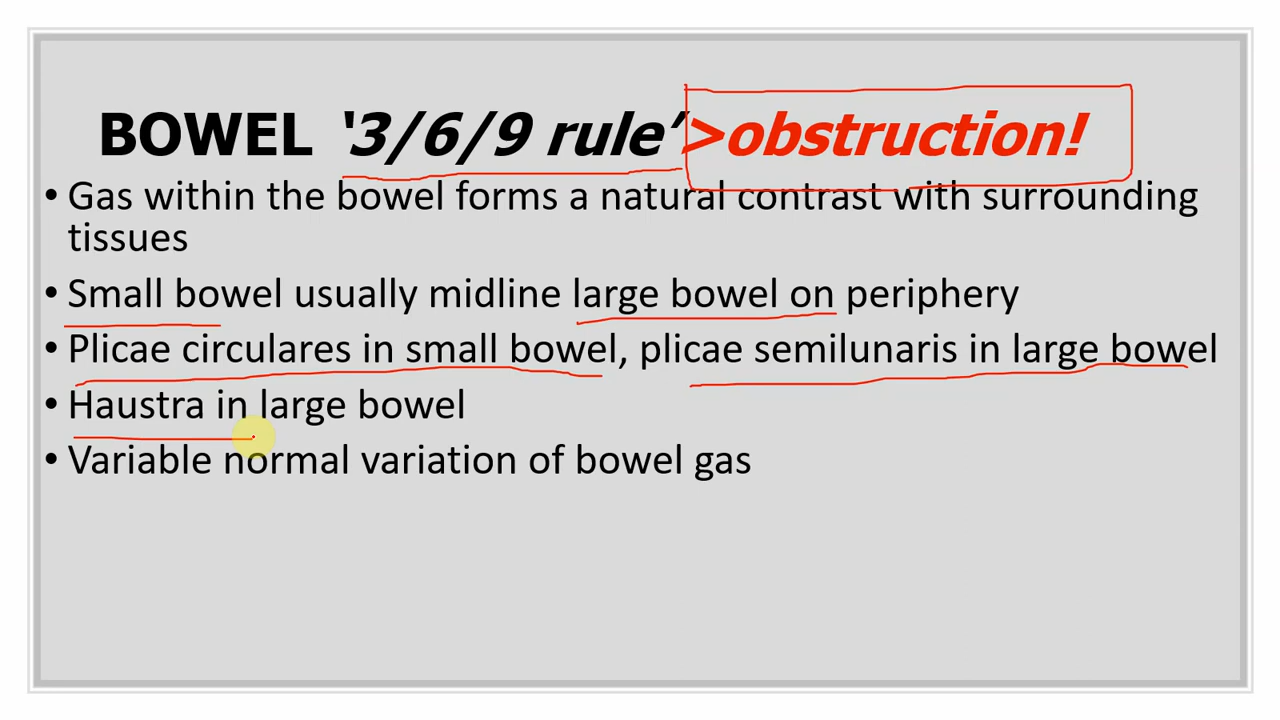 BOWEL ‘3/6/9 rule’ >obstruction!
• Gas within the bowel forms a natural contrast with surrounding
tissues
• Small bowel usually midline large bowel on periphery
• Plicae circulares in small bowel, plicae semilunaris in large bowel
• Haustra in large bowel
• Variable normal variation of bowel gas